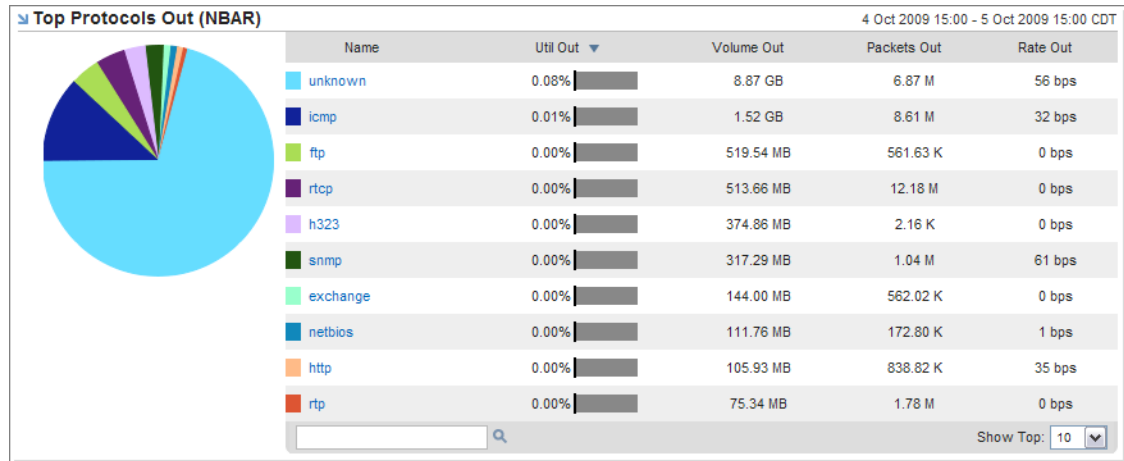 Top Protocols Out (NBAR) 4 Oct 2009 15:00 - 5 Oct 2009 15:00 CDT
Name Util Out Volume Out Packets Out Rate Out
unknown 0.08% 8.87 GB 6.87 M 56 bps
icmp 0.01% 1.52 GB 8.61 M 32 bps
ftp 0.00% 519.54 MB 561.63 K 0 bps
rtcp 0.00% 513.66 MB 12.18 M 0 bps
h323 0.00% 374.86 MB 2.16 K 0 bps
snmp 0.00% 317.29 MB 1.04 M 61 bps
exchange 0.00% 144.00 MB 562.02 K 0 bps
netbios 0.00% 111.76 MB 172.80 K 1 bps
http 0.00% 105.93 MB 838.82 K 35 bps
rtp 0.00% 75.34 MB 1.78 M 0 bps
Show Top: 10